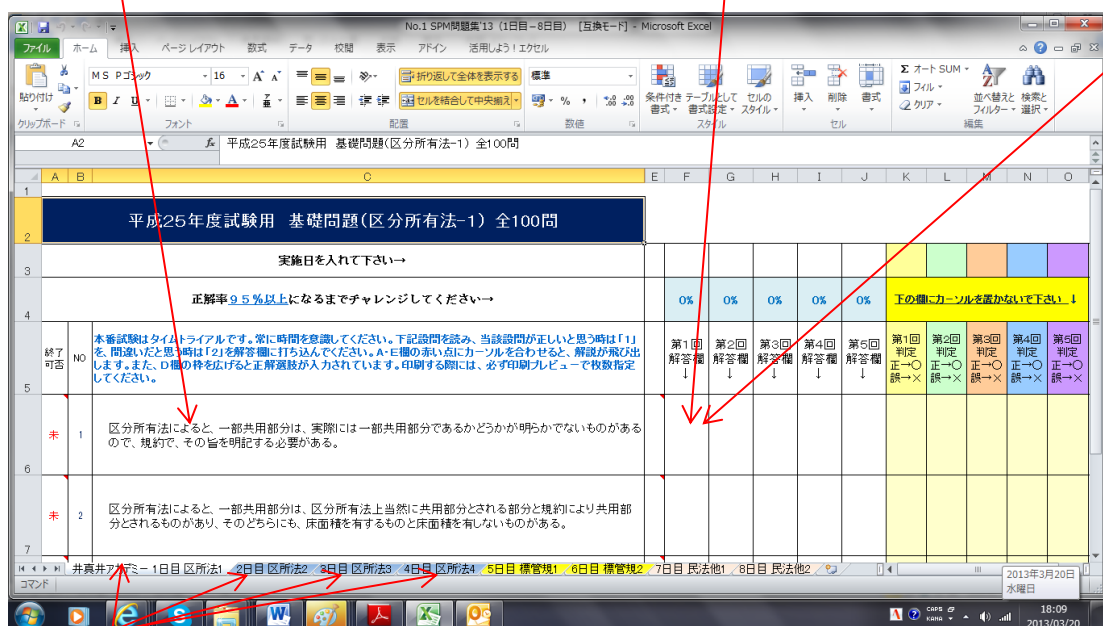 No.1 SPM問題集'13（1日目－8日目） [互換モード] - Microsoft Excel
ファイル ホーム 挿入 ページ レイアウト 数式 データ 校閲 表示 アドイン 活用しよう！エクセル
MS Pゴシック 16 折り返して全体を表示する 標準 Σ オート SUM
貼り付け B I U セルを結合して中央揃え % 条件付き 書式 テーブルとして 書式設定 セルの スタイル 挿入 削除 書式 フィル クリア 並べ替えと フィルター 検索と 選択
クリップボード フォント 配置 数値 スタイル セル 編集
A2 fx 平成25年度試験用 基礎問題(区分所有法-1) 全100問
A B C E F G H I J K L M N O
1
2 平成25年度試験用 基礎問題(区分所有法-1) 全100問
3 実施日を入れて下さい→
4 正解率９５％以上になるまでチャレンジしてください→ 0% 0% 0% 0% 0% 下の欄にカーソルを置かないで下さい ↓
5 終了可否 NO
本番試験はタイムトライアルです。常に時間を意識してください。下記設問を読み、当該設問が正しいと思う時は「1」
を、間違いだと思う時は「2」を解答欄に打ち込んでください。A・E欄の赤い点にカーソルを合わせると、解説が飛び出
します。また、D欄の枠を広げると正解選肢が入力されています。印刷する際には、必ず印刷プレビューで枚数指定
してください。
第1回 第2回 第3回 第4回 第5回 第1回 第2回 第3回 第4回 第5回
解答欄 解答欄 解答欄 解答欄 解答欄 判定 判定 判定 判定 判定
↓ ↓ ↓ ↓ ↓ 正→○ 正→○ 正→○ 正→○ 正→○
誤→× 誤→× 誤→× 誤→× 誤→×
6 未 1 区分所有法によると、一部共用部分は、実際には一部共用部分であるかどうかが明らかでないものがある
ので、規約で、その旨を明記する必要がある。
7 未 2 区分所有法によると、一部共用部分は、区分所有法上当然に共用部分とされる部分と規約により共用部
分とされるものがあり、そのどちらにも、床面積を有するものと床面積を有しないものがある。
井真井アカデミー 1日目 区所法1 2日目 区所法2 3日目 区所法3 4日目 区所法4 5日目 標管規1 6日目 標管規2 7日目 民法他1 8日目 民法他2
コマンド
2013年3月20日
水曜日
A CAPS KANA 18:09
2013/03/20